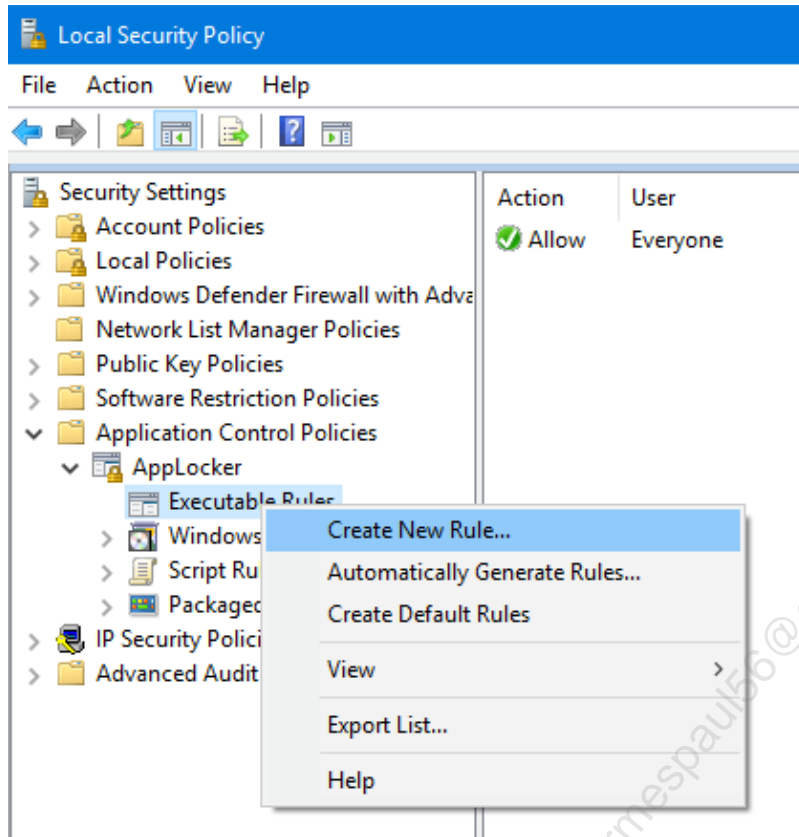 Local Security Policy
File Action View Help
Security Settings
Account Policies
Local Policies
Windows Defender Firewall with Adva
Network List Manager Policies
Public Key Policies
Software Restriction Policies
Application Control Policies
AppLocker
Executable Rules
Windows
Script Ru
Packaged
IP Security Polici
Advanced Audit
Action User
Allow Everyone
Create New Rule...
Automatically Generate Rules...
Create Default Rules
View
Export List...
Help